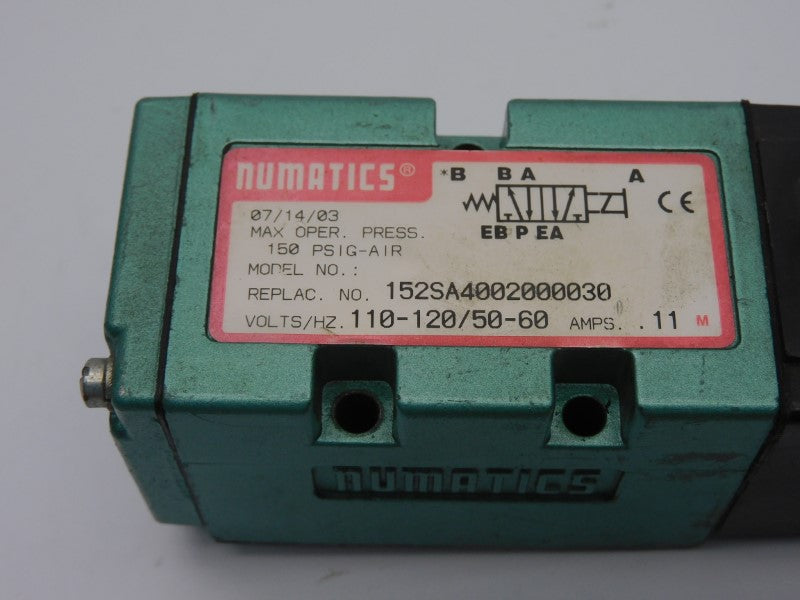 NUMATICS®
*B B A A
CE
EB P EA
07/14/03
MAX OPER. PRESS.
150 PSIG-AIR
MODEL NO.:
REPLAC. NO. 152SA4002000030
VOLTS/HZ. 110-120/50-60 AMPS. .11 M
NUMATICS